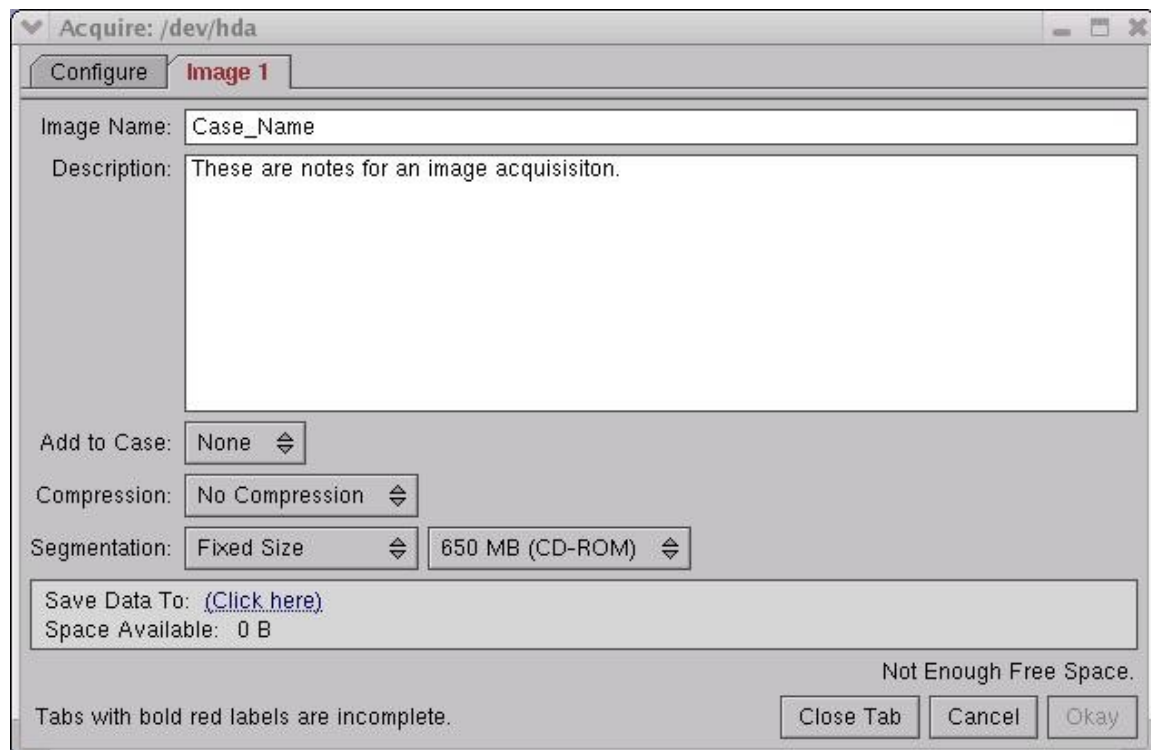 Acquire: /dev/hda
Configure Image 1
Image Name: Case_Name
Description: These are notes for an image acquisisiton.
Add to Case: None
Compression: No Compression
Segmentation: Fixed Size 650 MB (CD-ROM)
Save Data To: (Click here)
Space Available: 0 B
Not Enough Free Space.
Tabs with bold red labels are incomplete. Close Tab Cancel Okay